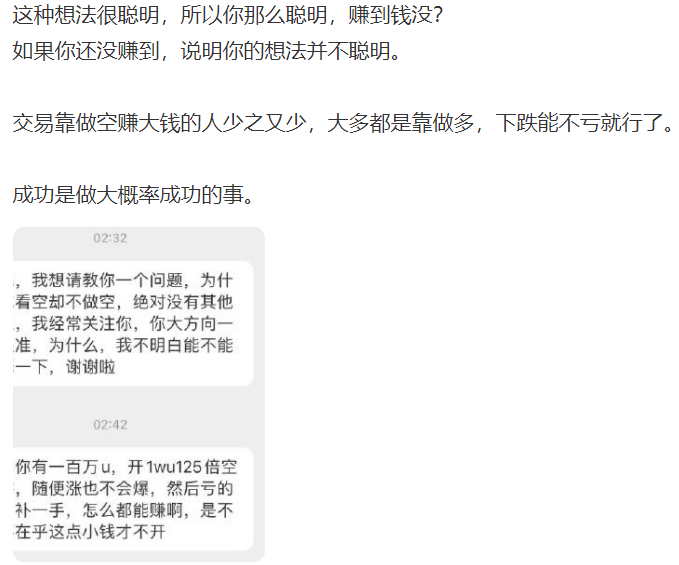 这种想法很聪明，所以你那么聪明，赚到钱没？
如果你还没赚到，说明你的想法并不聪明。
交易靠做空赚大钱的人少之又少，大多都是靠做多，下跌能不亏就行了。
成功是做大概率成功的事。
02:32
，我想请教你一个问题，为什
看空却不做空，绝对没有其他
，我经常关注你，你大方向一
准，为什么，我不明白能不能
一下，谢谢啦
02:42
你有一百万u，开1wu125倍空
，随便涨也不会爆，然后亏的
补一手，怎么都能赚啊，是不
在乎这点小钱才不开